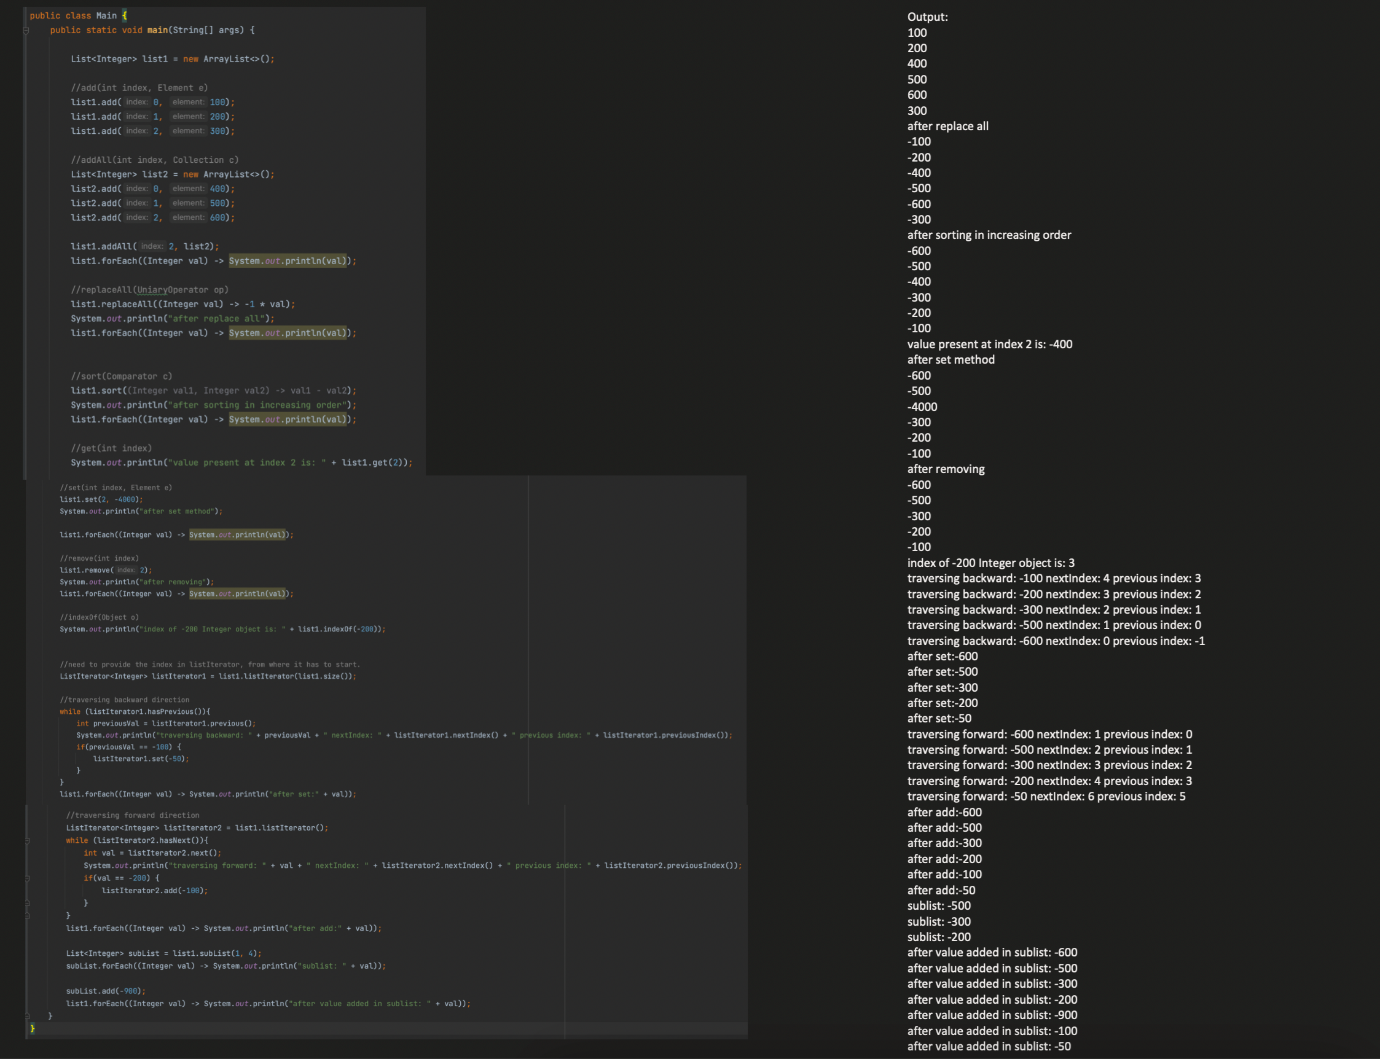 public class Main {
public static void main(String[] args) {
List<Integer> list1 = new ArrayList<>();
//add(int index, Element e)
list1.add( index: 0, element: 100);
list1.add( index: 1, element: 200);
list1.add( index: 2, element: 300);
//addAll(int index, Collection c)
List<Integer> list2 = new ArrayList<>();
list2.add( index: 0, element: 400);
list2.add( index: 1, element: 500);
list2.add( index: 2, element: 600);
list1.addAll( index: 2, list2);
list1.forEach((Integer val) -> System.out.println(val));
//replaceAll(UniaryOperator op)
list1.replaceAll((Integer val) -> -1 * val);
System.out.println("after replace all");
list1.forEach((Integer val) -> System.out.println(val));
//sort(Comparator c)
list1.sort((Integer val1, Integer val2) -> val1 - val2);
System.out.println("after sorting in increasing order");
list1.forEach((Integer val) -> System.out.println(val));
//get(int index)
System.out.println("value present at index 2 is: " + list1.get(2));
//set(int index, Element e)
list1.set(2, -4000);
System.out.println("after set method");
list1.forEach((Integer val) -> System.out.println(val));
//remove(int index)
list1.remove( index: 2);
System.out.println("after removing");
list1.forEach((Integer val) -> System.out.println(val));
//indexOf(Object o)
System.out.println("index of -200 Integer object is: " + list1.indexOf(-200));
//need to provide the index in listIterator, from where it has to start.
ListIterator<Integer> listIterator1 = list1.listIterator(list1.size());
//traversing backward direction
while (listIterator1.hasPrevious()){
int previousVal = listIterator1.previous();
System.out.println("traversing backward: " + previousVal + " nextIndex: " + listIterator1.nextIndex() + " previous index: " + listIterator1.previousIndex());
if(previousVal == -100) {
listIterator1.set(-50);
}
}
list1.forEach((Integer val) -> System.out.println("after set:" + val));
//traversing forward direction
ListIterator<Integer> listIterator2 = list1.listIterator();
while (listIterator2.hasNext()){
int val = listIterator2.next();
System.out.println("traversing forward: " + val + " nextIndex: " + listIterator2.nextIndex() + " previous index: " + listIterator2.previousIndex());
if(val == -200) {
listIterator2.add(-100);
}
}
list1.forEach((Integer val) -> System.out.println("after add:" + val));
List<Integer> subList = list1.subList(1, 4);
subList.forEach((Integer val) -> System.out.println("sublist: " + val));
subList.add(-900);
list1.forEach((Integer val) -> System.out.println("after value added in sublist: " + val));
}
}
Output:
100
200
400
500
600
300
after replace all
-100
-200
-400
-500
-600
-300
after sorting in increasing order
-600
-500
-400
-300
-200
-100
value present at index 2 is: -400
after set method
-600
-500
-4000
-300
-200
-100
after removing
-600
-500
-300
-200
-100
index of -200 Integer object is: 3
traversing backward: -100 nextIndex: 4 previous index: 3
traversing backward: -200 nextIndex: 3 previous index: 2
traversing backward: -300 nextIndex: 2 previous index: 1
traversing backward: -500 nextIndex: 1 previous index: 0
traversing backward: -600 nextIndex: 0 previous index: -1
after set:-600
after set:-500
after set:-300
after set:-200
after set:-50
traversing forward: -600 nextIndex: 1 previous index: 0
traversing forward: -500 nextIndex: 2 previous index: 1
traversing forward: -300 nextIndex: 3 previous index: 2
traversing forward: -200 nextIndex: 4 previous index: 3
traversing forward: -50 nextIndex: 6 previous index: 5
after add:-600
after add:-500
after add:-300
after add:-200
after add:-100
after add:-50
sublist: -500
sublist: -300
sublist: -200
after value added in sublist: -600
after value added in sublist: -500
after value added in sublist: -300
after value added in sublist: -200
after value added in sublist: -900
after value added in sublist: -100
after value added in sublist: -50